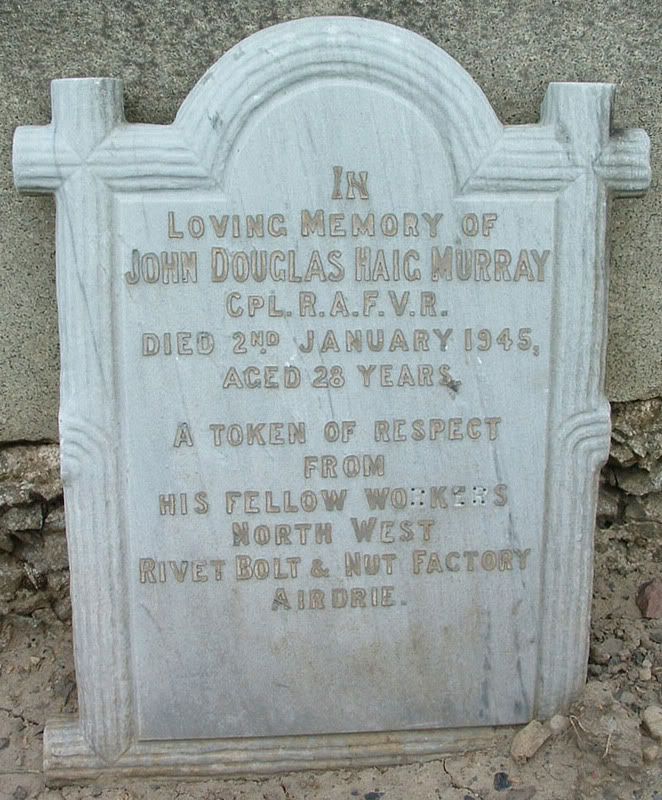 IN
LOVING MEMORY OF
JOHN DOUGLAS HAIG MURRAY
CPL. R.A.F.V.R.
DIED 2ND JANUARY 1945,
AGED 28 YEARS.
A TOKEN OF RESPECT
FROM
HIS FELLOW WORKERS
NORTH WEST
RIVET BOLT & NUT FACTORY
AIRDRIE.